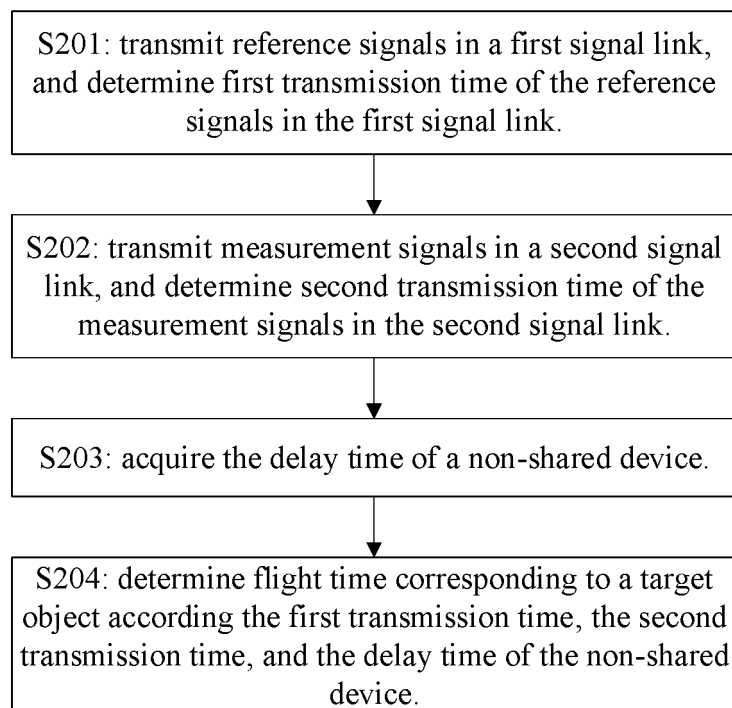 S201: transmit reference signals in a first signal link,
and determine first transmission time of the reference
signals in the first signal link.
S202: transmit measurement signals in a second signal
link, and determine second transmission time of the
measurement signals in the second signal link.
S203: acquire the delay time of a non-shared device.
S204: determine flight time corresponding to a target
object according the first transmission time, the second
transmission time, and the delay time of the non-shared
device.